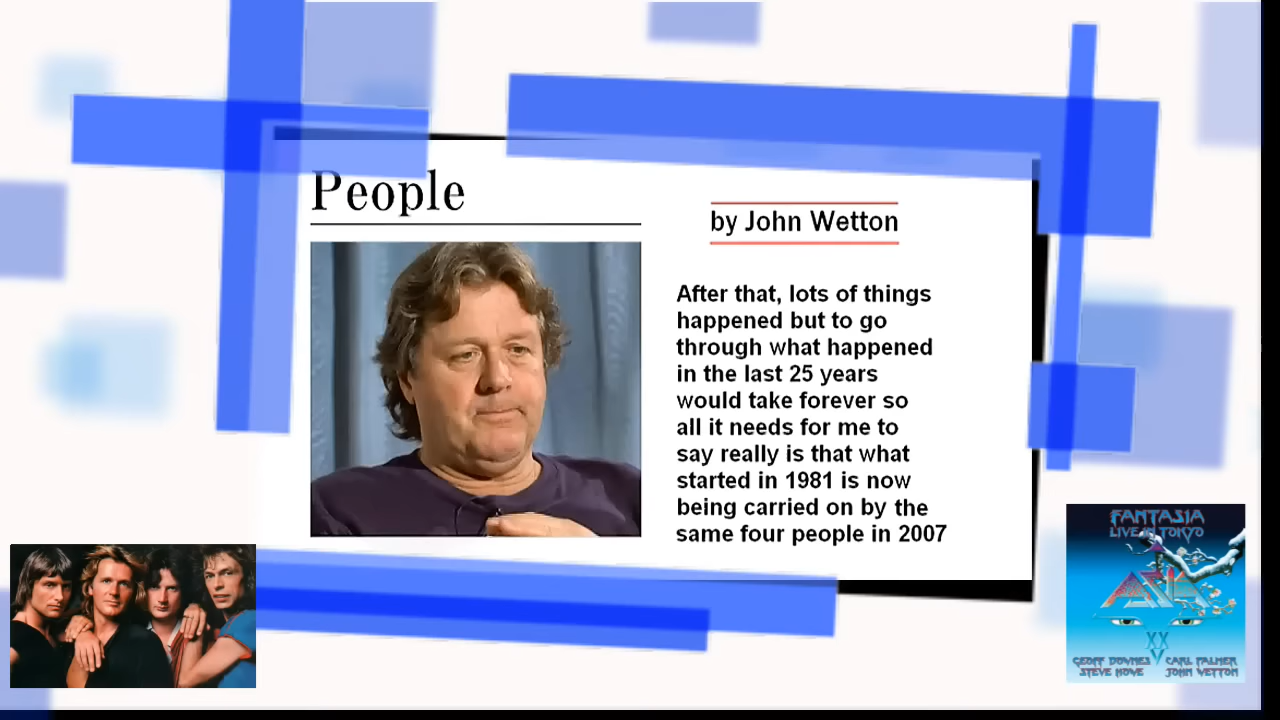 People
by John Wetton
After that, lots of things
happened but to go
through what happened
in the last 25 years
would take forever so
all it needs for me to
say really is that what
started in 1981 is now
being carried on by the
same four people in 2007
FANTASIA
LIVE IN TOKYO
ASIA
XXV
GEOFF DOWNES CARL PALMER
STEVE HOWE JOHN WETTON